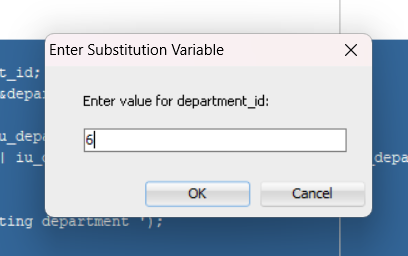 Enter Substitution Variable
t_id;
&depar
Enter value for department_id:
6
u_depa
| iu_d
_depa
OK
Cancel
ting department ');